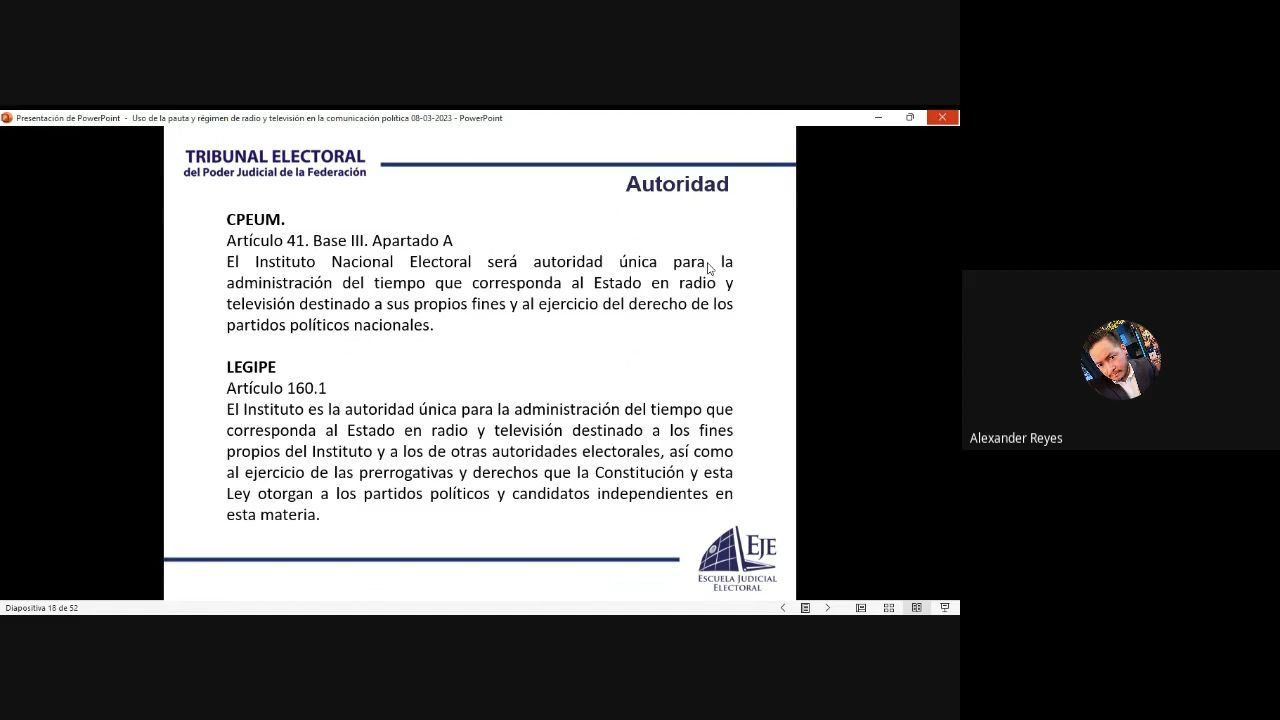 Presentación de PowerPoint - Uso de la pauta y régimen de radio y televisión en la comunicación política 08-03-2023 - PowerPoint
TRIBUNAL ELECTORAL
del Poder Judicial de la Federación
Autoridad
CPEUM.
Artículo 41. Base III. Apartado A
El Instituto Nacional Electoral será autoridad única para la
administración del tiempo que corresponda al Estado en radio y
televisión destinado a sus propios fines y al ejercicio del derecho de los
partidos políticos nacionales.
LEGIPE
Artículo 160.1
El Instituto es la autoridad única para la administración del tiempo que
corresponda al Estado en radio y televisión destinado a los fines
propios del Instituto y a los de otras autoridades electorales, así como
al ejercicio de las prerrogativas y derechos que la Constitución y esta
Ley otorgan a los partidos políticos y candidatos independientes en
esta materia.
EJE
ESCUELA JUDICIAL
ELECTORAL
Diapositiva 18 de 52
Alexander Reyes